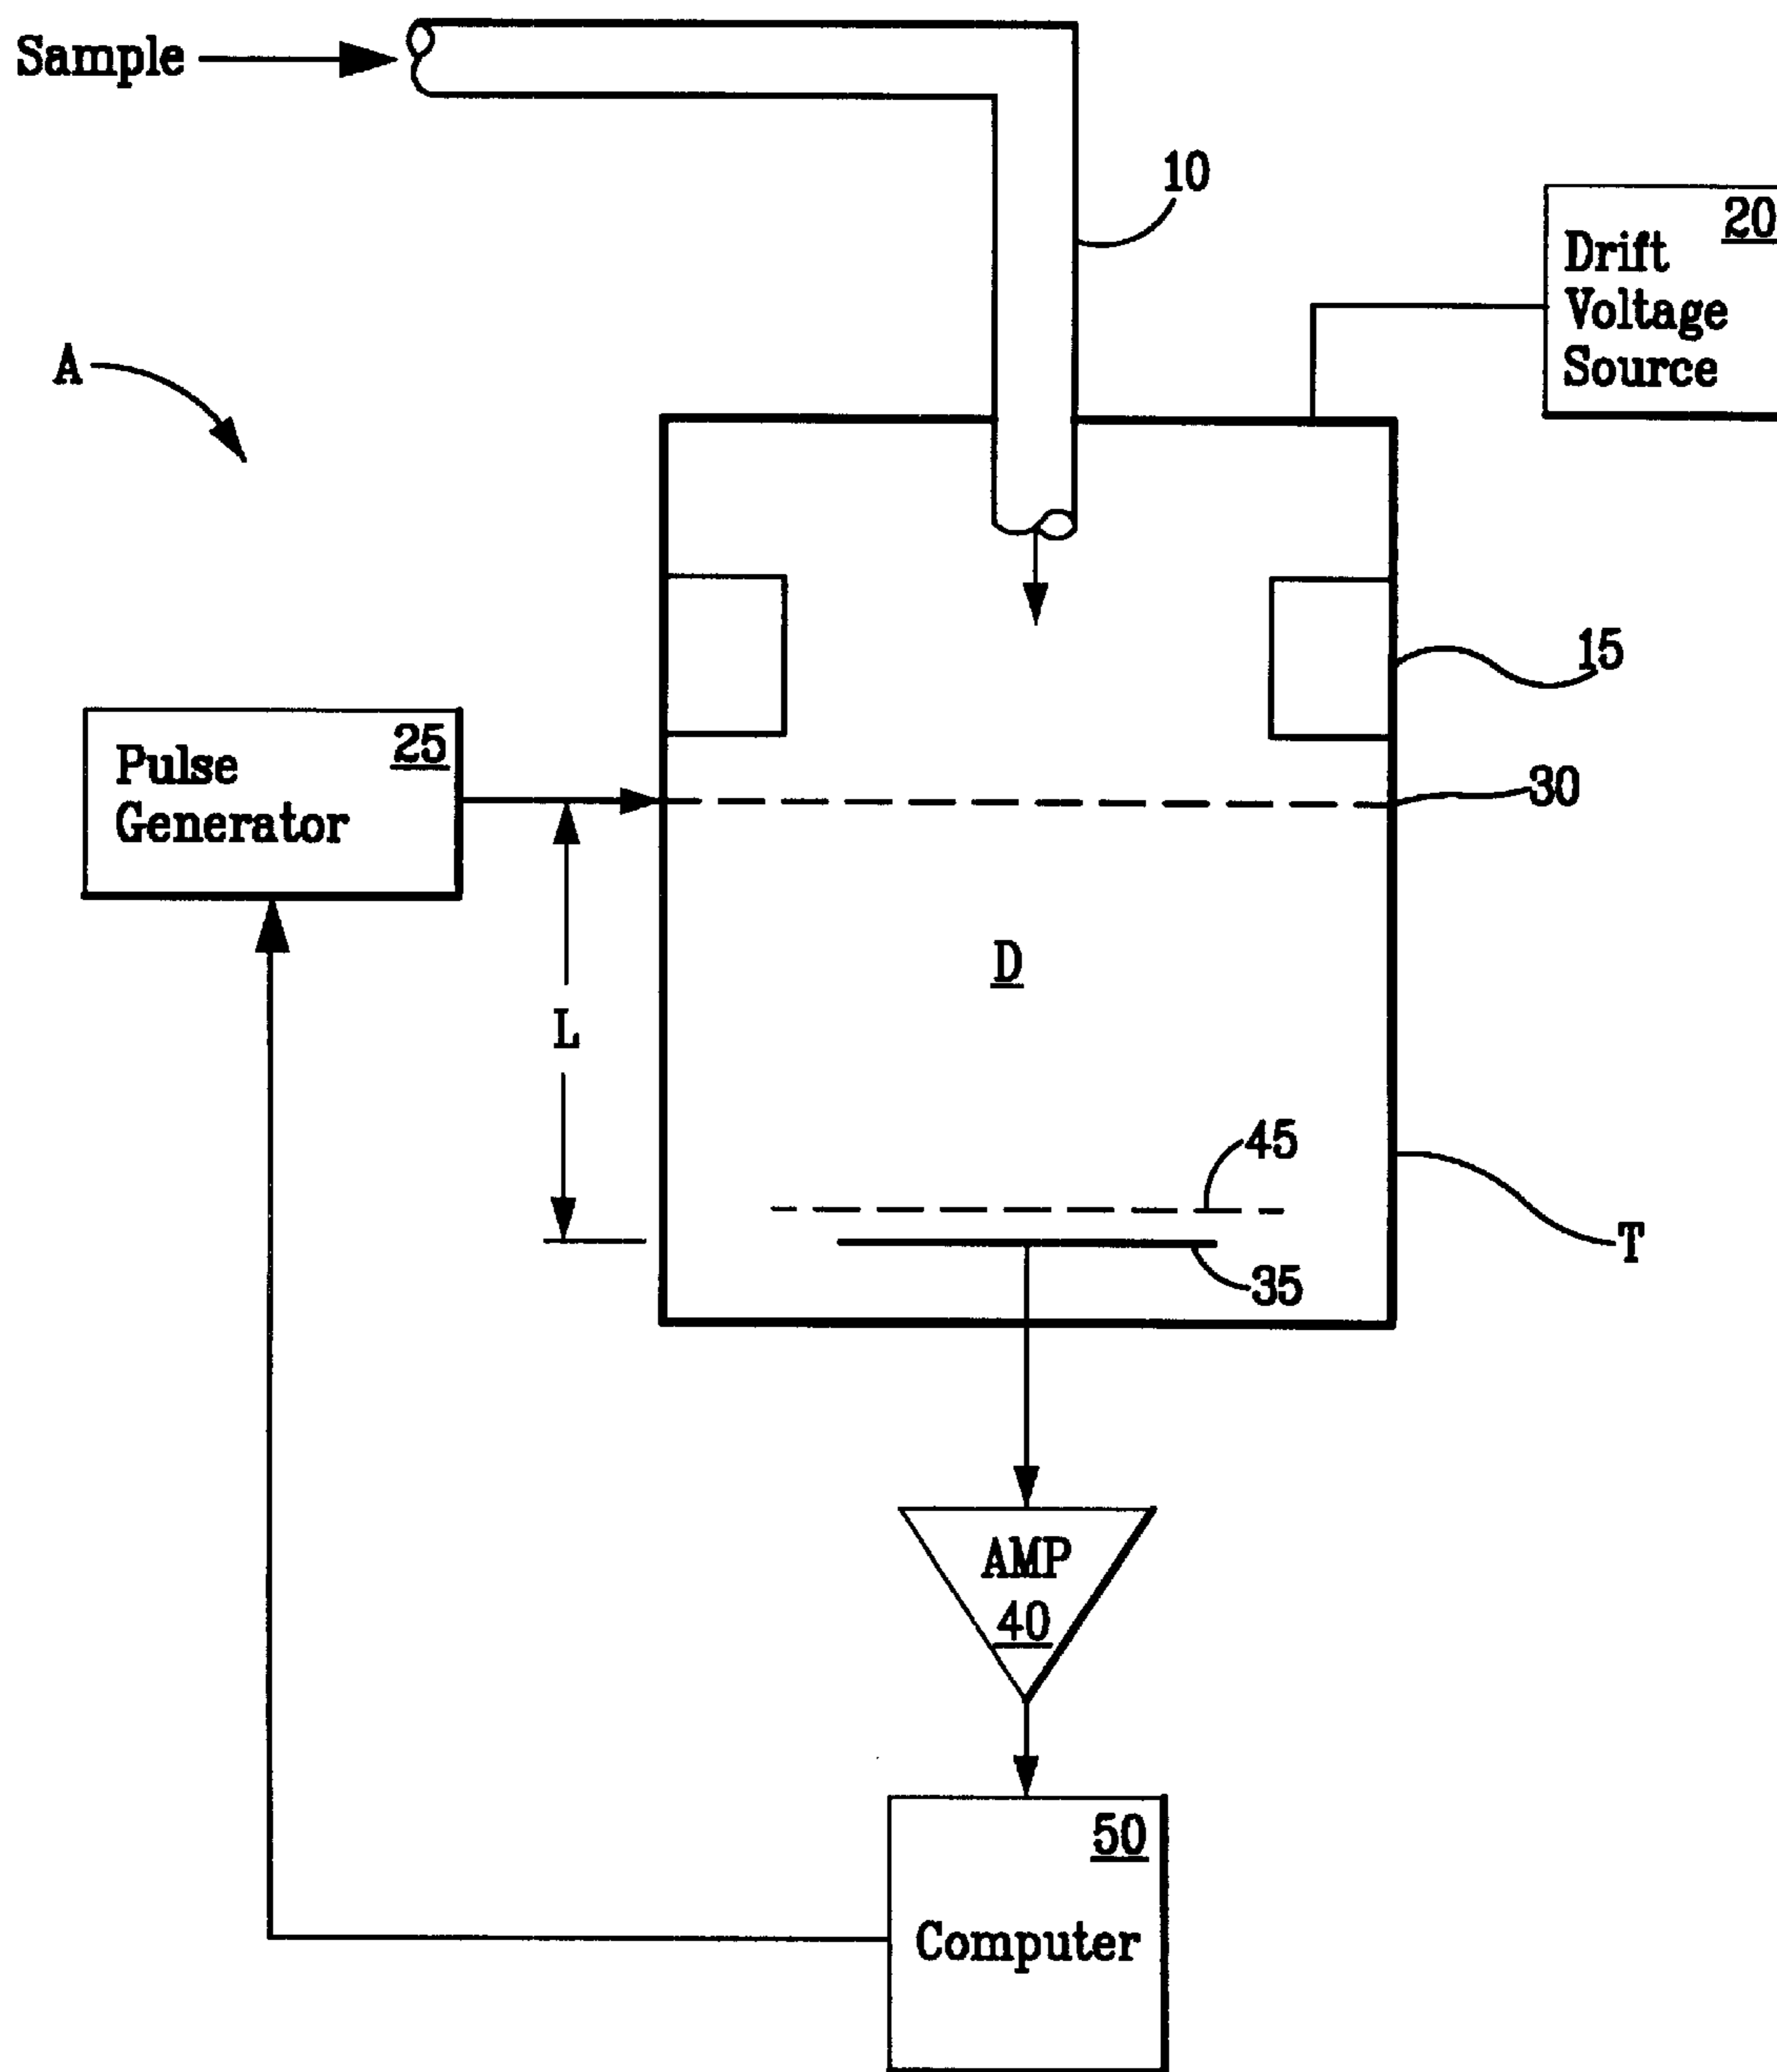 Sample
10
20
Drift
Voltage
Source
A
15
25
Pulse
Generator
30
D
L
45
T
35
AMP
40
50
Computer